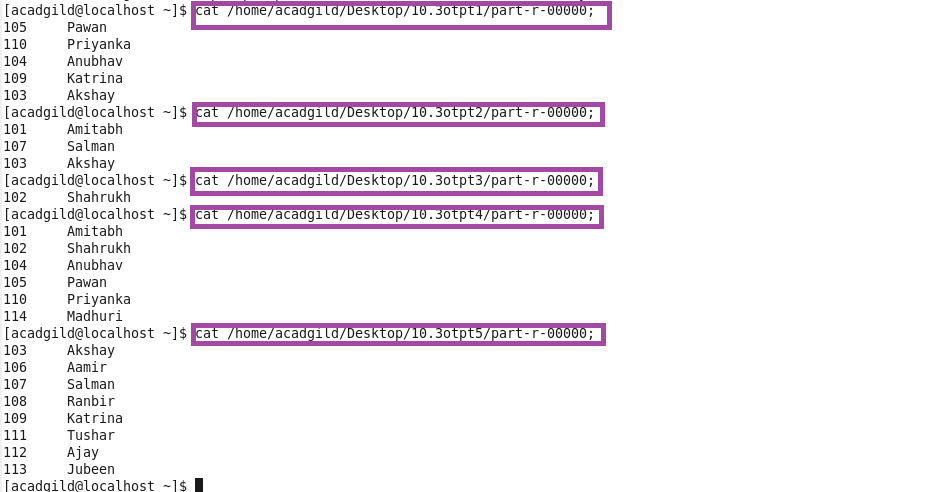 [acadgild@localhost ~]$ cat /home/acadgild/Desktop/10.3otpt1/part-r-00000;
105     Pawan
110     Priyanka
104     Anubhav
109     Katrina
103     Akshay
[acadgild@localhost ~]$ cat /home/acadgild/Desktop/10.3otpt2/part-r-00000;
101     Amitabh
107     Salman
103     Akshay
[acadgild@localhost ~]$ cat /home/acadgild/Desktop/10.3otpt3/part-r-00000;
102     Shahrukh
[acadgild@localhost ~]$ cat /home/acadgild/Desktop/10.3otpt4/part-r-00000;
101     Amitabh
102     Shahrukh
104     Anubhav
105     Pawan
110     Priyanka
114     Madhuri
[acadgild@localhost ~]$ cat /home/acadgild/Desktop/10.3otpt5/part-r-00000;
103     Akshay
106     Aamir
107     Salman
108     Ranbir
109     Katrina
111     Tushar
112     Ajay
113     Jubeen
[acadgild@localhost ~]$